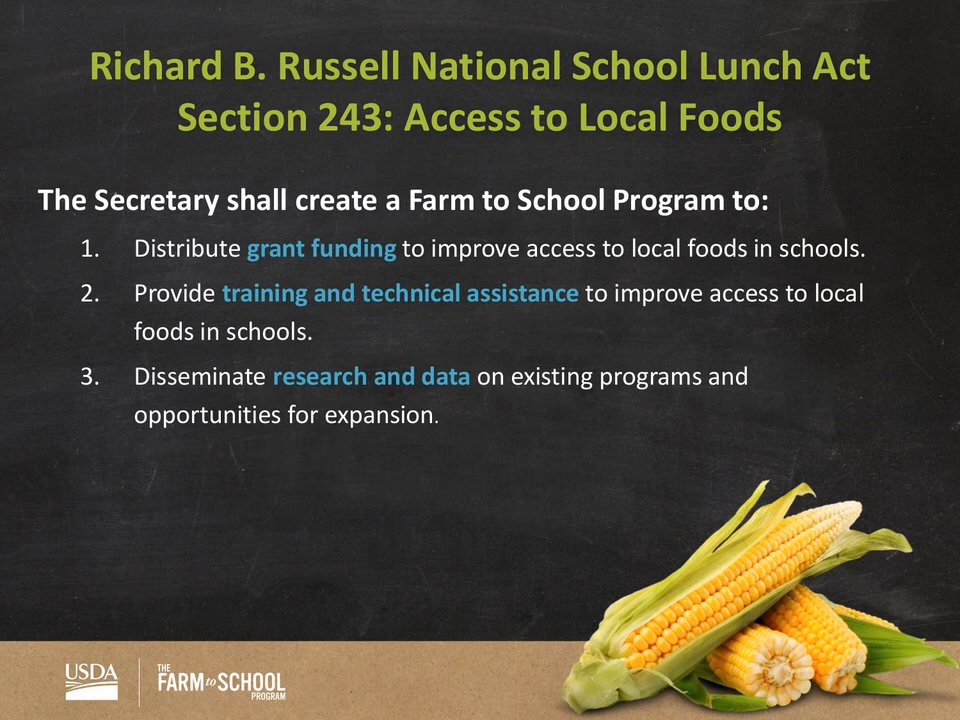 Richard B. Russell National School Lunch Act
Section 243: Access to Local Foods
The Secretary shall create a Farm to School Program to:
1. Distribute grant funding to improve access to local foods in schools.
2. Provide training and technical assistance to improve access to local
foods in schools.
3. Disseminate research and data on existing programs and
opportunities for expansion.
USDA
THE
FARM to SCHOOL
PROGRAM